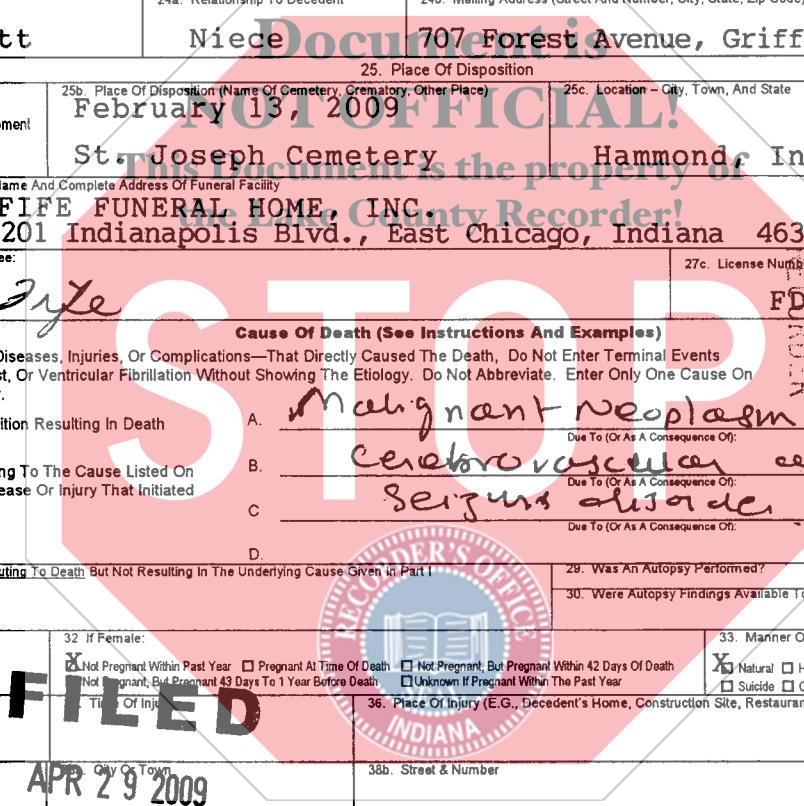 24a. Relationship To Decedent
24b. Mailing Address (Street And Number, City, State, Zip Code)
tt Niece 707 Forest Avenue, Griff
Document is
25. Place Of Disposition
25b. Place Of Disposition (Name Of Cemetery, Crematory, Other Place) 25c. Location – City, Town, And State
February 13, 2009
NOT OFFICIAL!
St. Joseph Cemetery Hammond, In
This Document is the property of
ame And Complete Address Of Funeral Facility
FIFE FUNERAL HOME, INC.
the Lake County Recorder!
201 Indianapolis Blvd., East Chicago, Indiana 463
ee: 27c. License Numb
Fife FD
STOP
Cause Of Death (See Instructions And Examples)
Diseases, Injuries, Or Complications—That Directly Caused The Death, Do Not Enter Terminal Events
st, Or Ventricular Fibrillation Without Showing The Etiology. Do Not Abbreviate. Enter Only One Cause On
ition Resulting In Death A. Malignant Neoplasm
Due To (Or As A Consequence Of):
ng To The Cause Listed On B. Cerebrovascular
ease Or Injury That Initiated
Due To (Or As A Consequence Of):
C Seizure disorder
Due To (Or As A Consequence Of):
D.
uting To Death But Not Resulting In The Underlying Cause Given In Part I
29. Was An Autopsy Performed?
30. Were Autopsy Findings Available To
RECORDER'S OFFICE
SEAL
INDIANA
32 If Female: 33. Manner O
X Not Pregnant Within Past Year Pregnant At Time Of Death Not Pregnant, But Pregnant Within 42 Days Of Death X Natural H
Not Pregnant, But Pregnant 43 Days To 1 Year Before Death Unknown If Pregnant Within The Past Year Suicide C
FILED
Time Of Inju 36. Place Of Injury (E.G., Decedent's Home, Construction Site, Restauran
City Or Town 38b. Street & Number
APR 29 2009